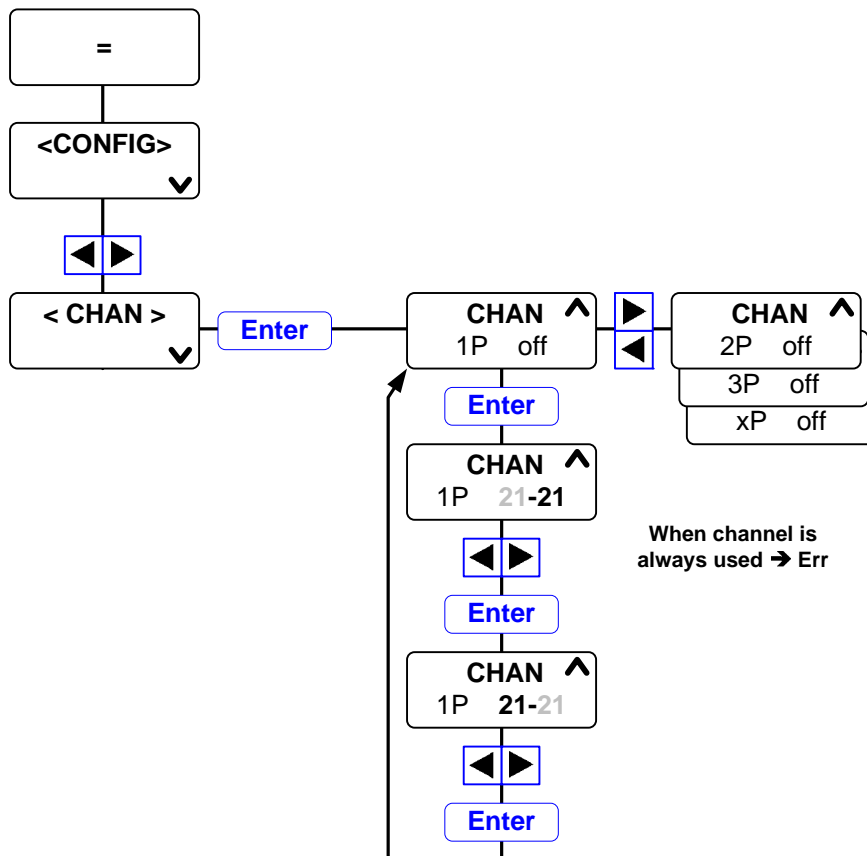 =
<CONFIG>
< CHAN >
Enter
CHAN
1P off
CHAN
2P off
3P off
xP off
Enter
CHAN
1P 21-21
When channel is
always used ➔ Err
Enter
CHAN
1P 21-21
Enter